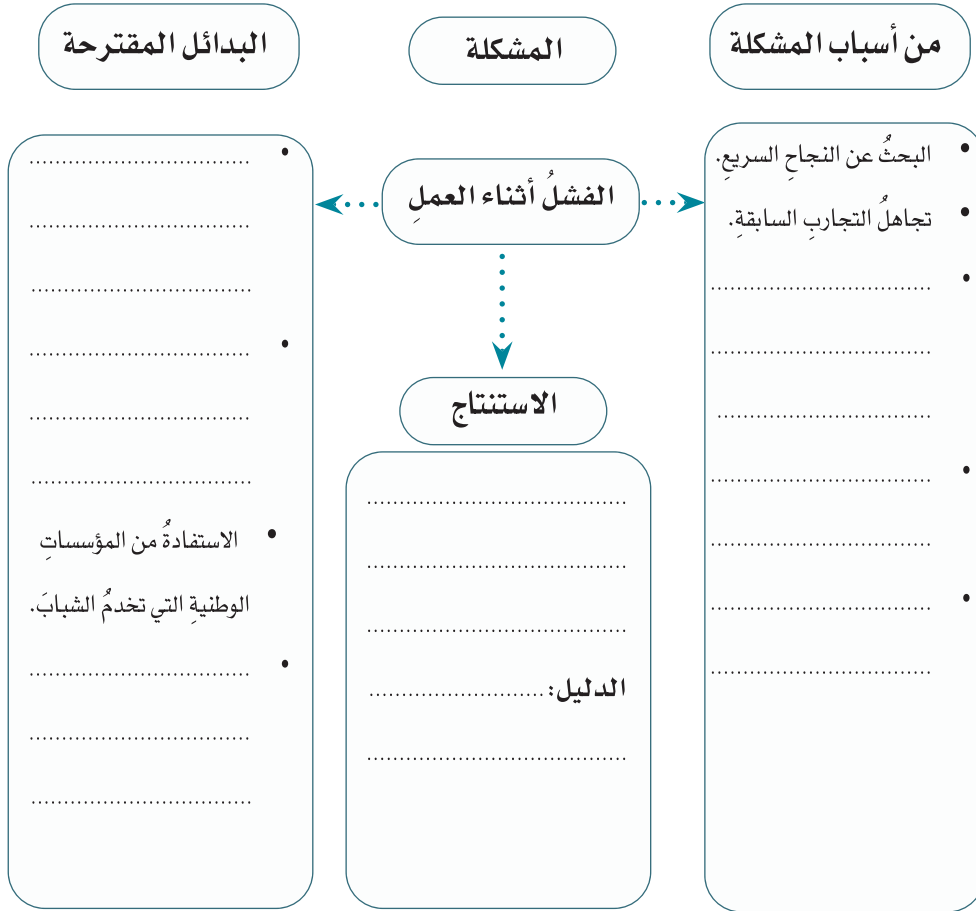 من أسباب المشكلة
المشكلة
البدائل المقترحة
• البحثُ عن النجاحِ السريعِ.
• تجاهلُ التجاربِ السابقةِ.
• ..................................
..................................
.................................
• ..................................
..................................
• ..................................
..................................
الفشلُ أثناء العملِ
الاستنتاج
........................................
........................................
........................................
الدليل: ...........................
........................................
• ..................................
..................................
..................................
• ..................................
..................................
..................................
• الاستفادةُ من المؤسساتِ
الوطنيةِ التي تخدمُ الشبابَ.
• ..................................
..................................
..................................